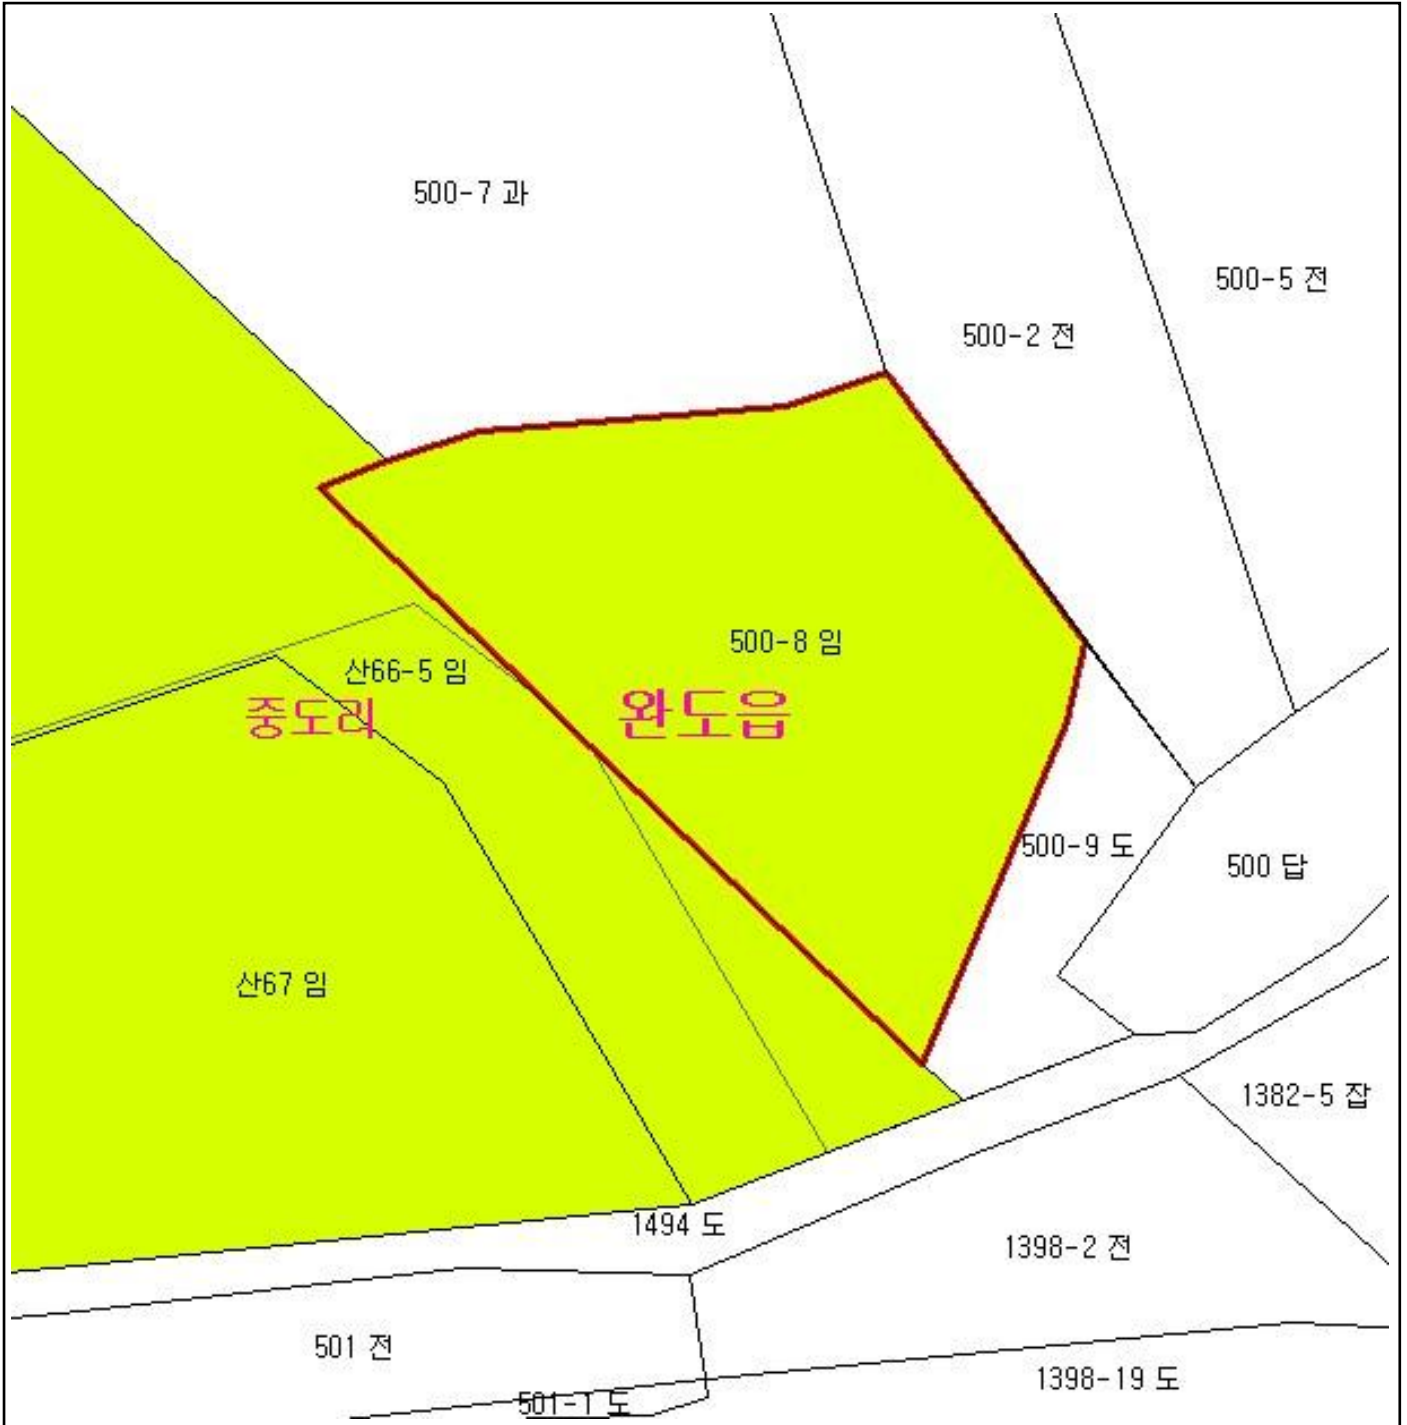 500-7 과
500-5 전
500-2 전
500-8 임
산66-5 임
중도리
완도읍
500-9 도
500 답
산67 임
1382-5 잡
1494 도
1398-2 전
501 전
1398-19 도
501-1 도